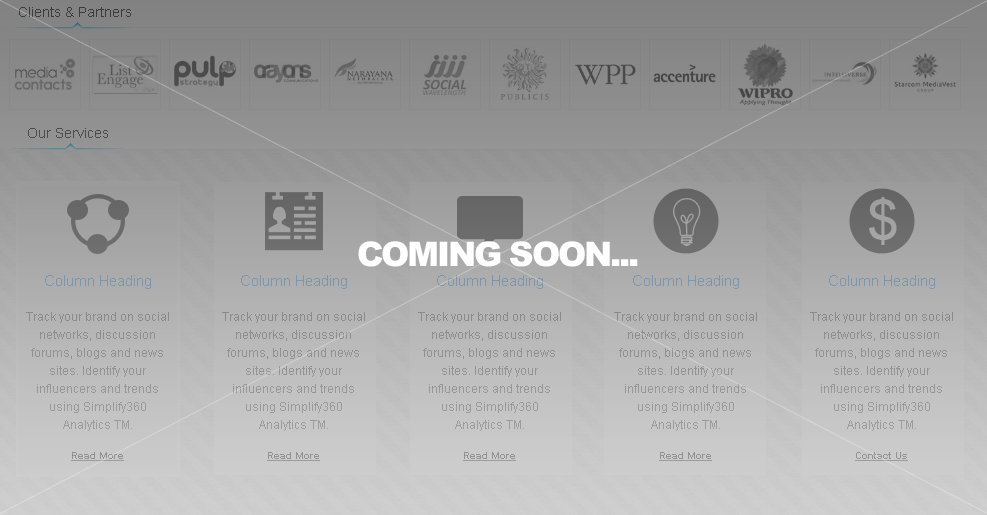 Clients & Partners
media contacts
List Engage
pulp strategy
crayons
NARAYANA
SOCIAL WAVELENGTH
PUBLICIS
WPP
accenture
WIPRO
Applying Thought
Starcom MediaVest
GROUP
Our Services
COMING SOON...
Column Heading
Track your brand on social
networks, discussion
forums, blogs and news
sites. Identify your
influencers and trends
using Simplify360
Analytics TM.
Read More
Column Heading
Track your brand on social
networks, discussion
forums, blogs and news
sites. Identify your
influencers and trends
using Simplify360
Analytics TM.
Read More
Column Heading
Track your brand on social
networks, discussion
forums, blogs and news
sites. Identify your
influencers and trends
using Simplify360
Analytics TM.
Read More
Column Heading
Track your brand on social
networks, discussion
forums, blogs and news
sites. Identify your
influencers and trends
using Simplify360
Analytics TM.
Read More
Column Heading
Track your brand on social
networks, discussion
forums, blogs and news
sites. Identify your
influencers and trends
using Simplify360
Analytics TM.
Contact Us